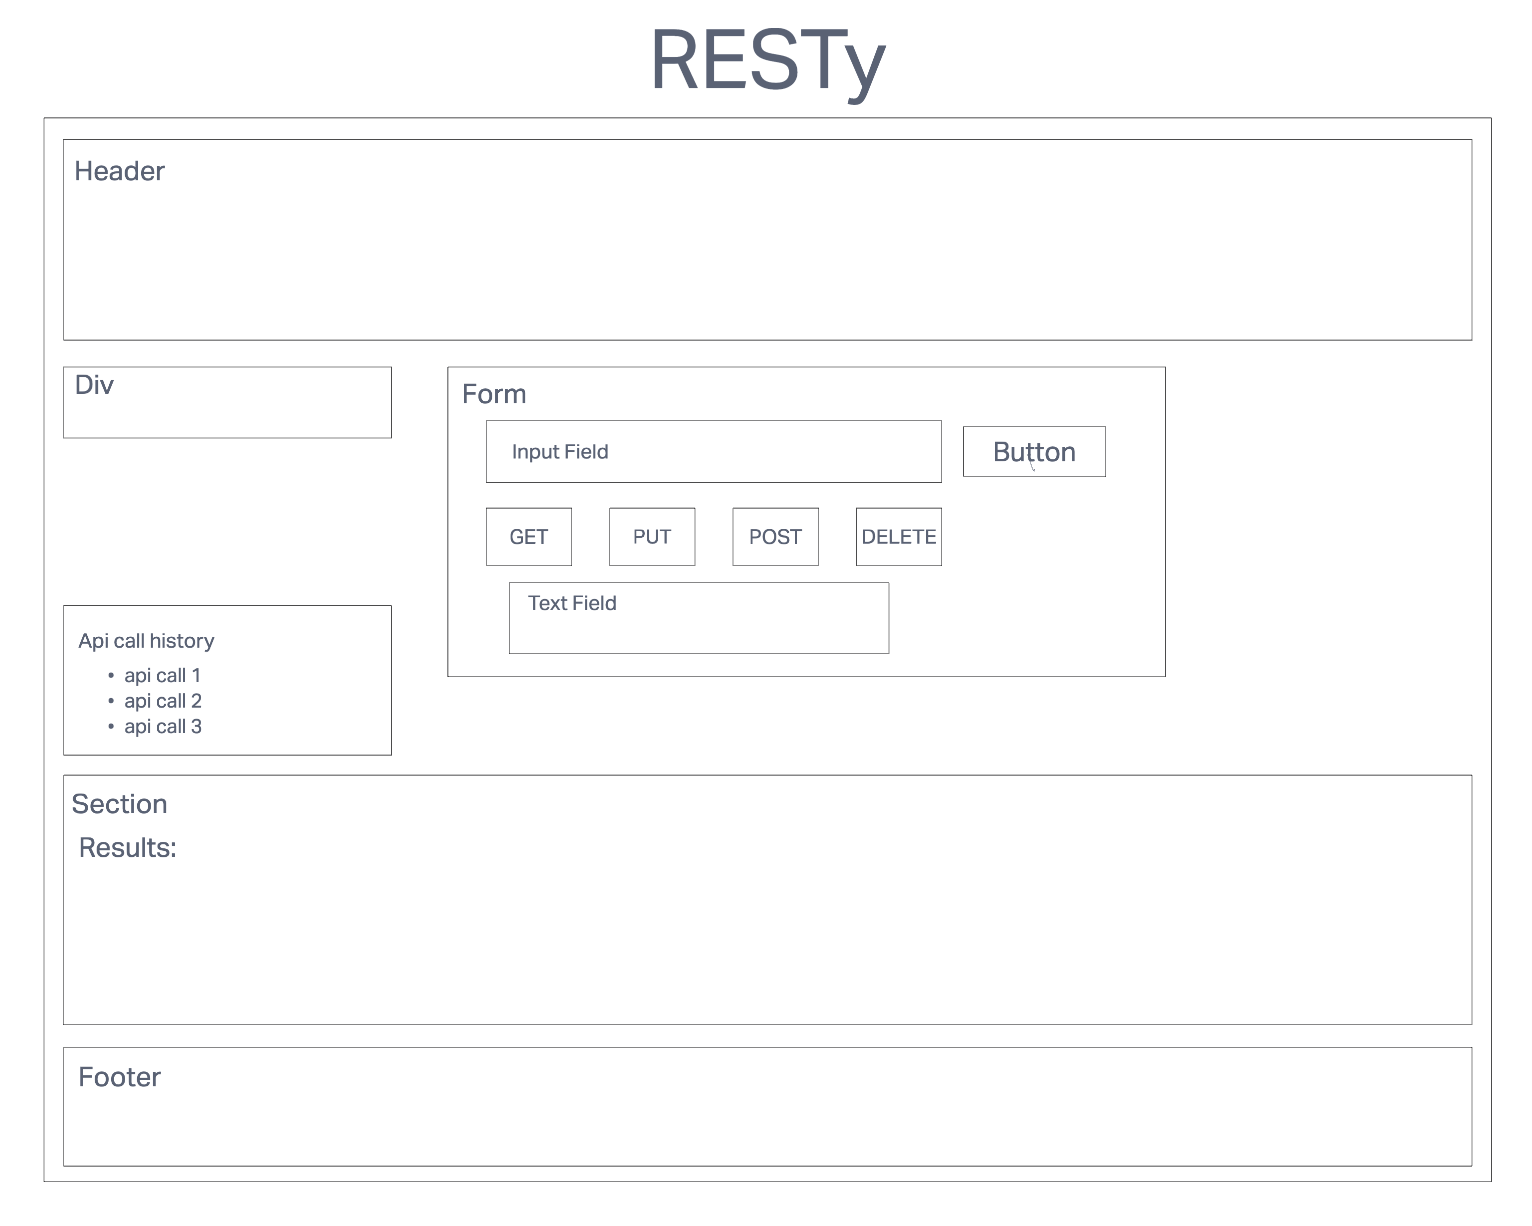 RESTy
Header
Div
Form
Input Field
Button
GET PUT POST DELETE
Text Field
Api call history
• api call 1
• api call 2
• api call 3
Section
Results:
Footer